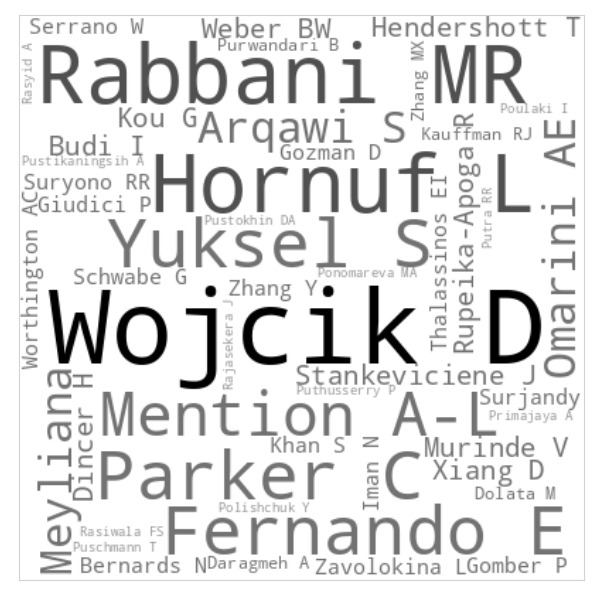 Serrano W
Weber BW
Hendershott T
Purwandari B
Rasyid A
Rabbani MR
Zhang MX
Poulaki I
Kou G
Arqawi S
Kauffman RJ
Budi I
Gozman D
Pustikaningsih A
Suryono RR
Hornuf L
Rupeika-Apoga R
Omarini AE
Giudici P
Putra RR
Pustokhin DA
Thalassinos EI
Worthington AC
Yuksel S
Schwabe G
Ponomareva MA
Zhang Y
Rajasekera J
Wojcik D
Stankeviciene J
Puthusserry P
Surjandy
Meyliana
Dincer H
Mention A-L
Primajaya A
Khan S
Iman N
Murinde V
Parker C
Xiang D
Dolata M
Polishchuk Y
Fernando E
Rasiwala FS
Puschmann T
Bernards N
Daragmeh A
Zavolokina L
Gomber P